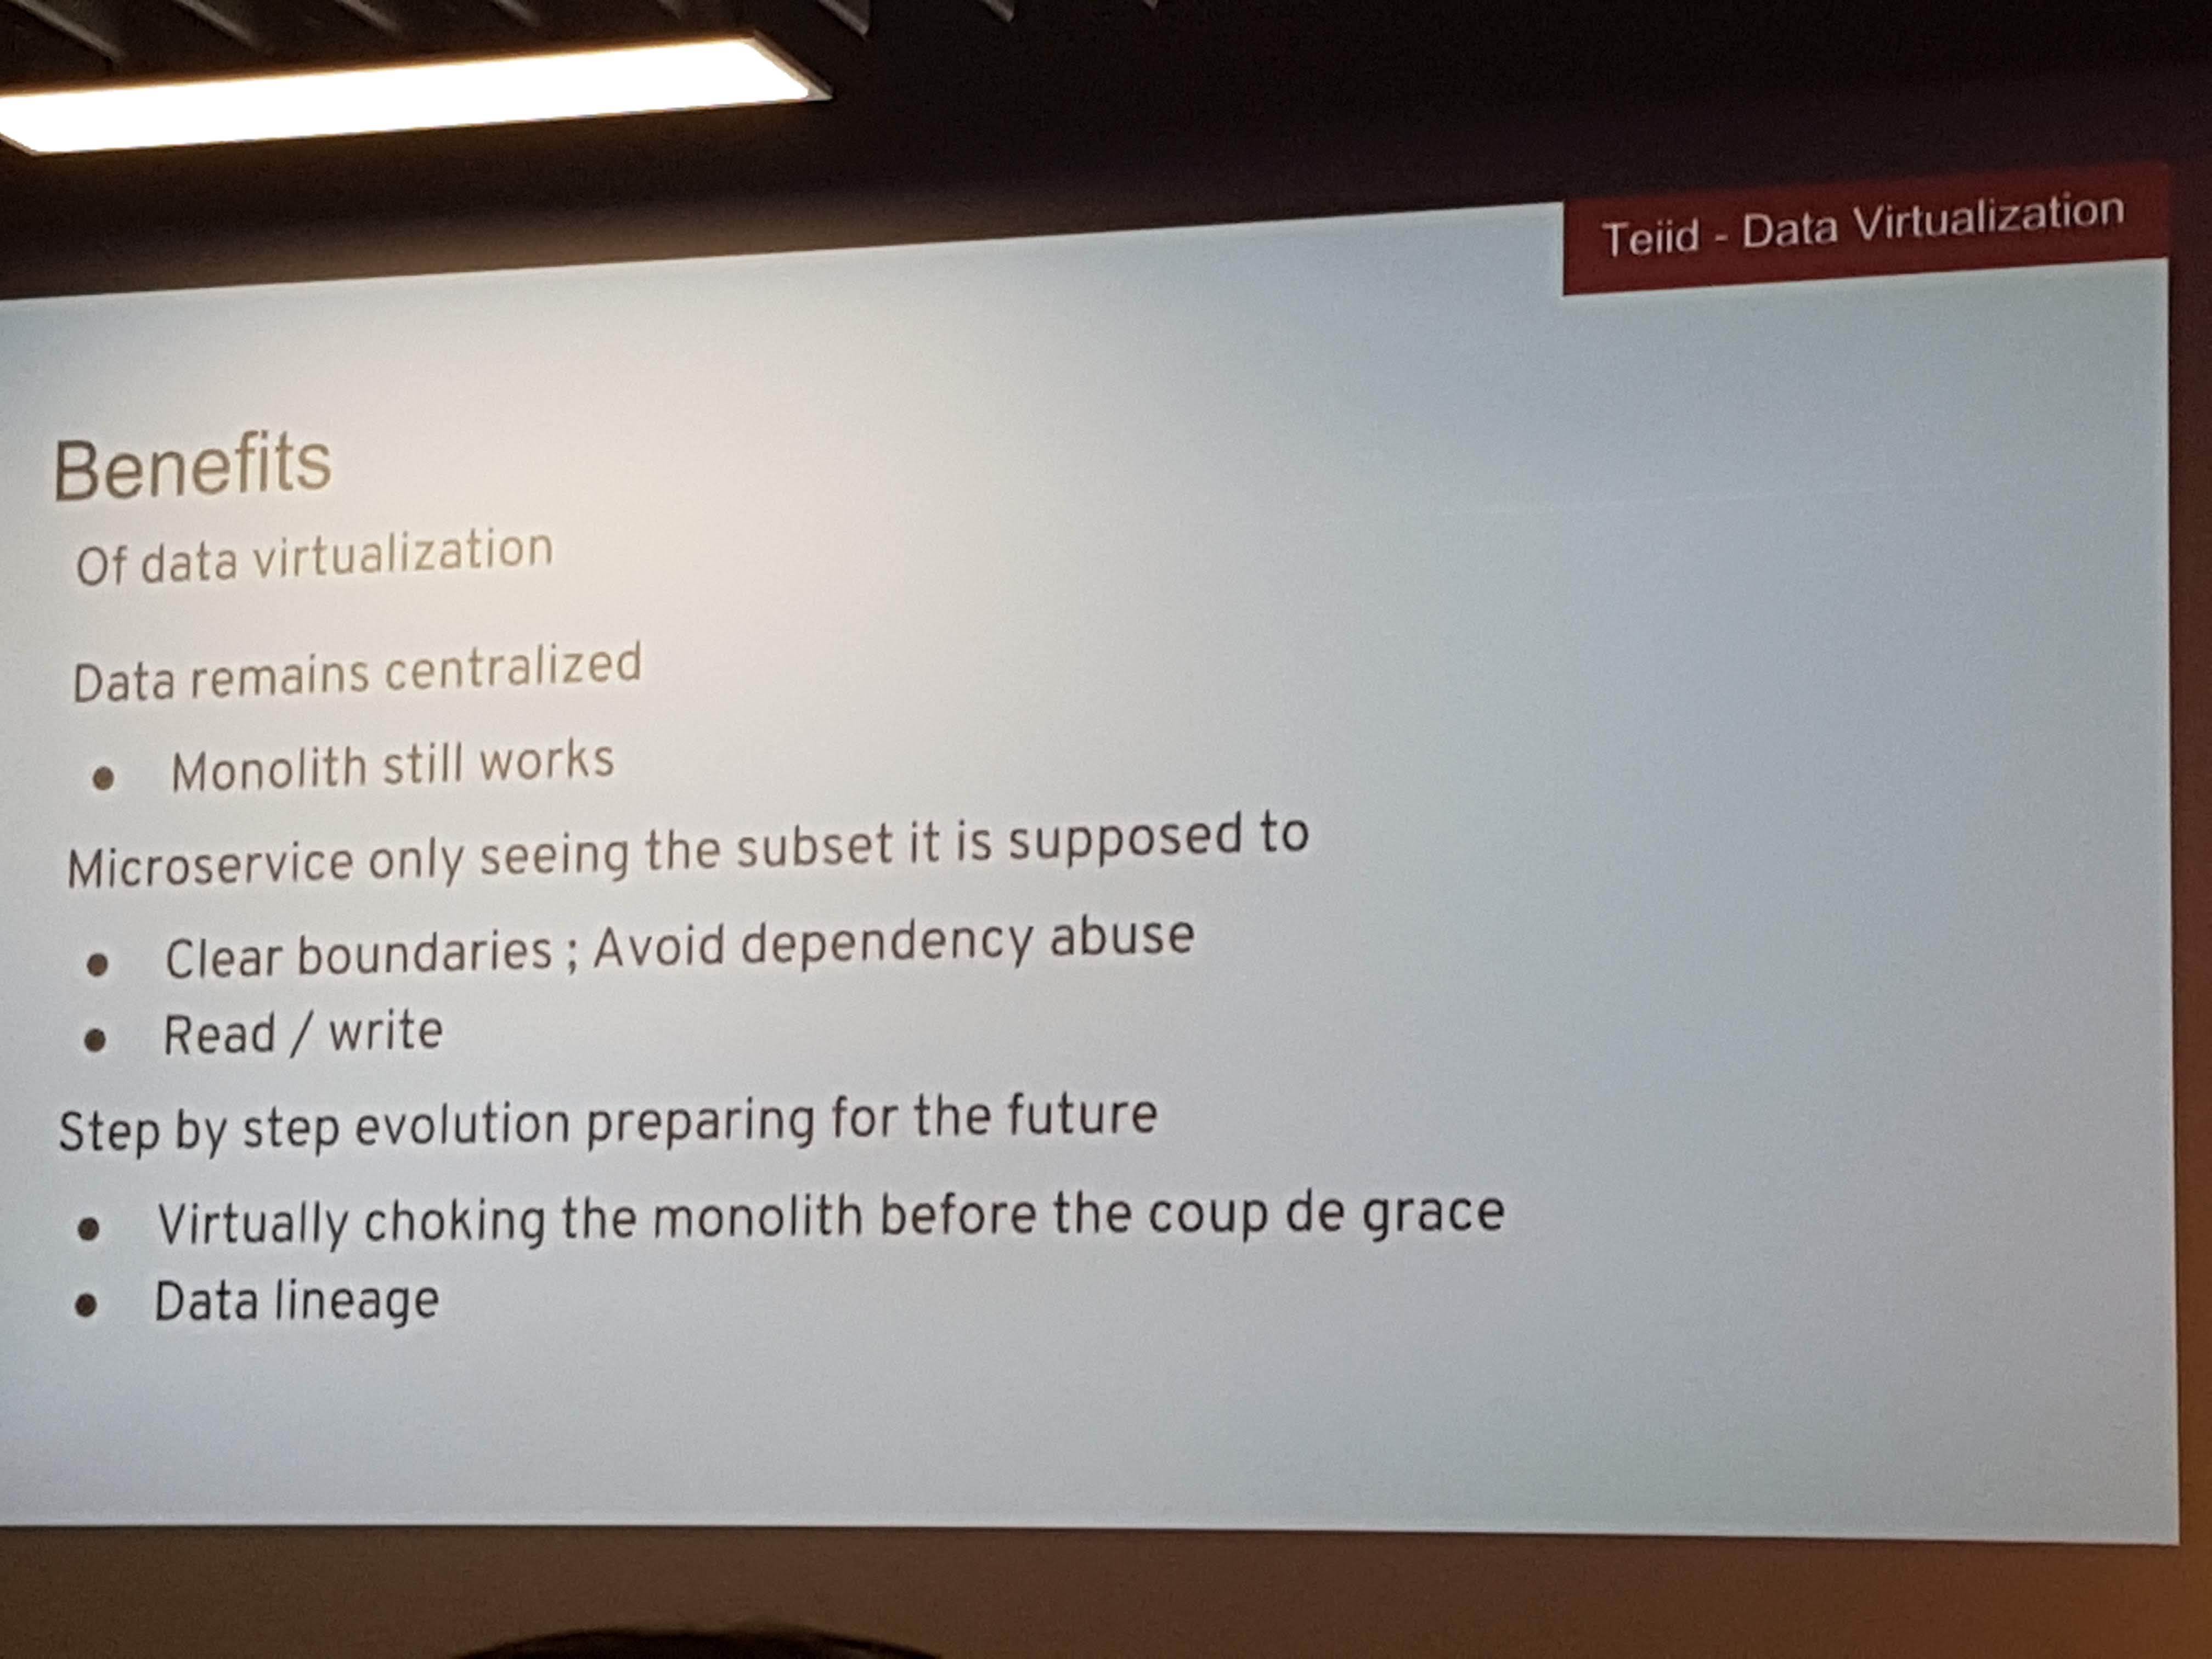 Teiid - Data Virtualization
Benefits
Of data virtualization
Data remains centralized
● Monolith still works
Microservice only seeing the subset it is supposed to
● Clear boundaries ; Avoid dependency abuse
● Read / write
Step by step evolution preparing for the future
● Virtually choking the monolith before the coup de grace
● Data lineage